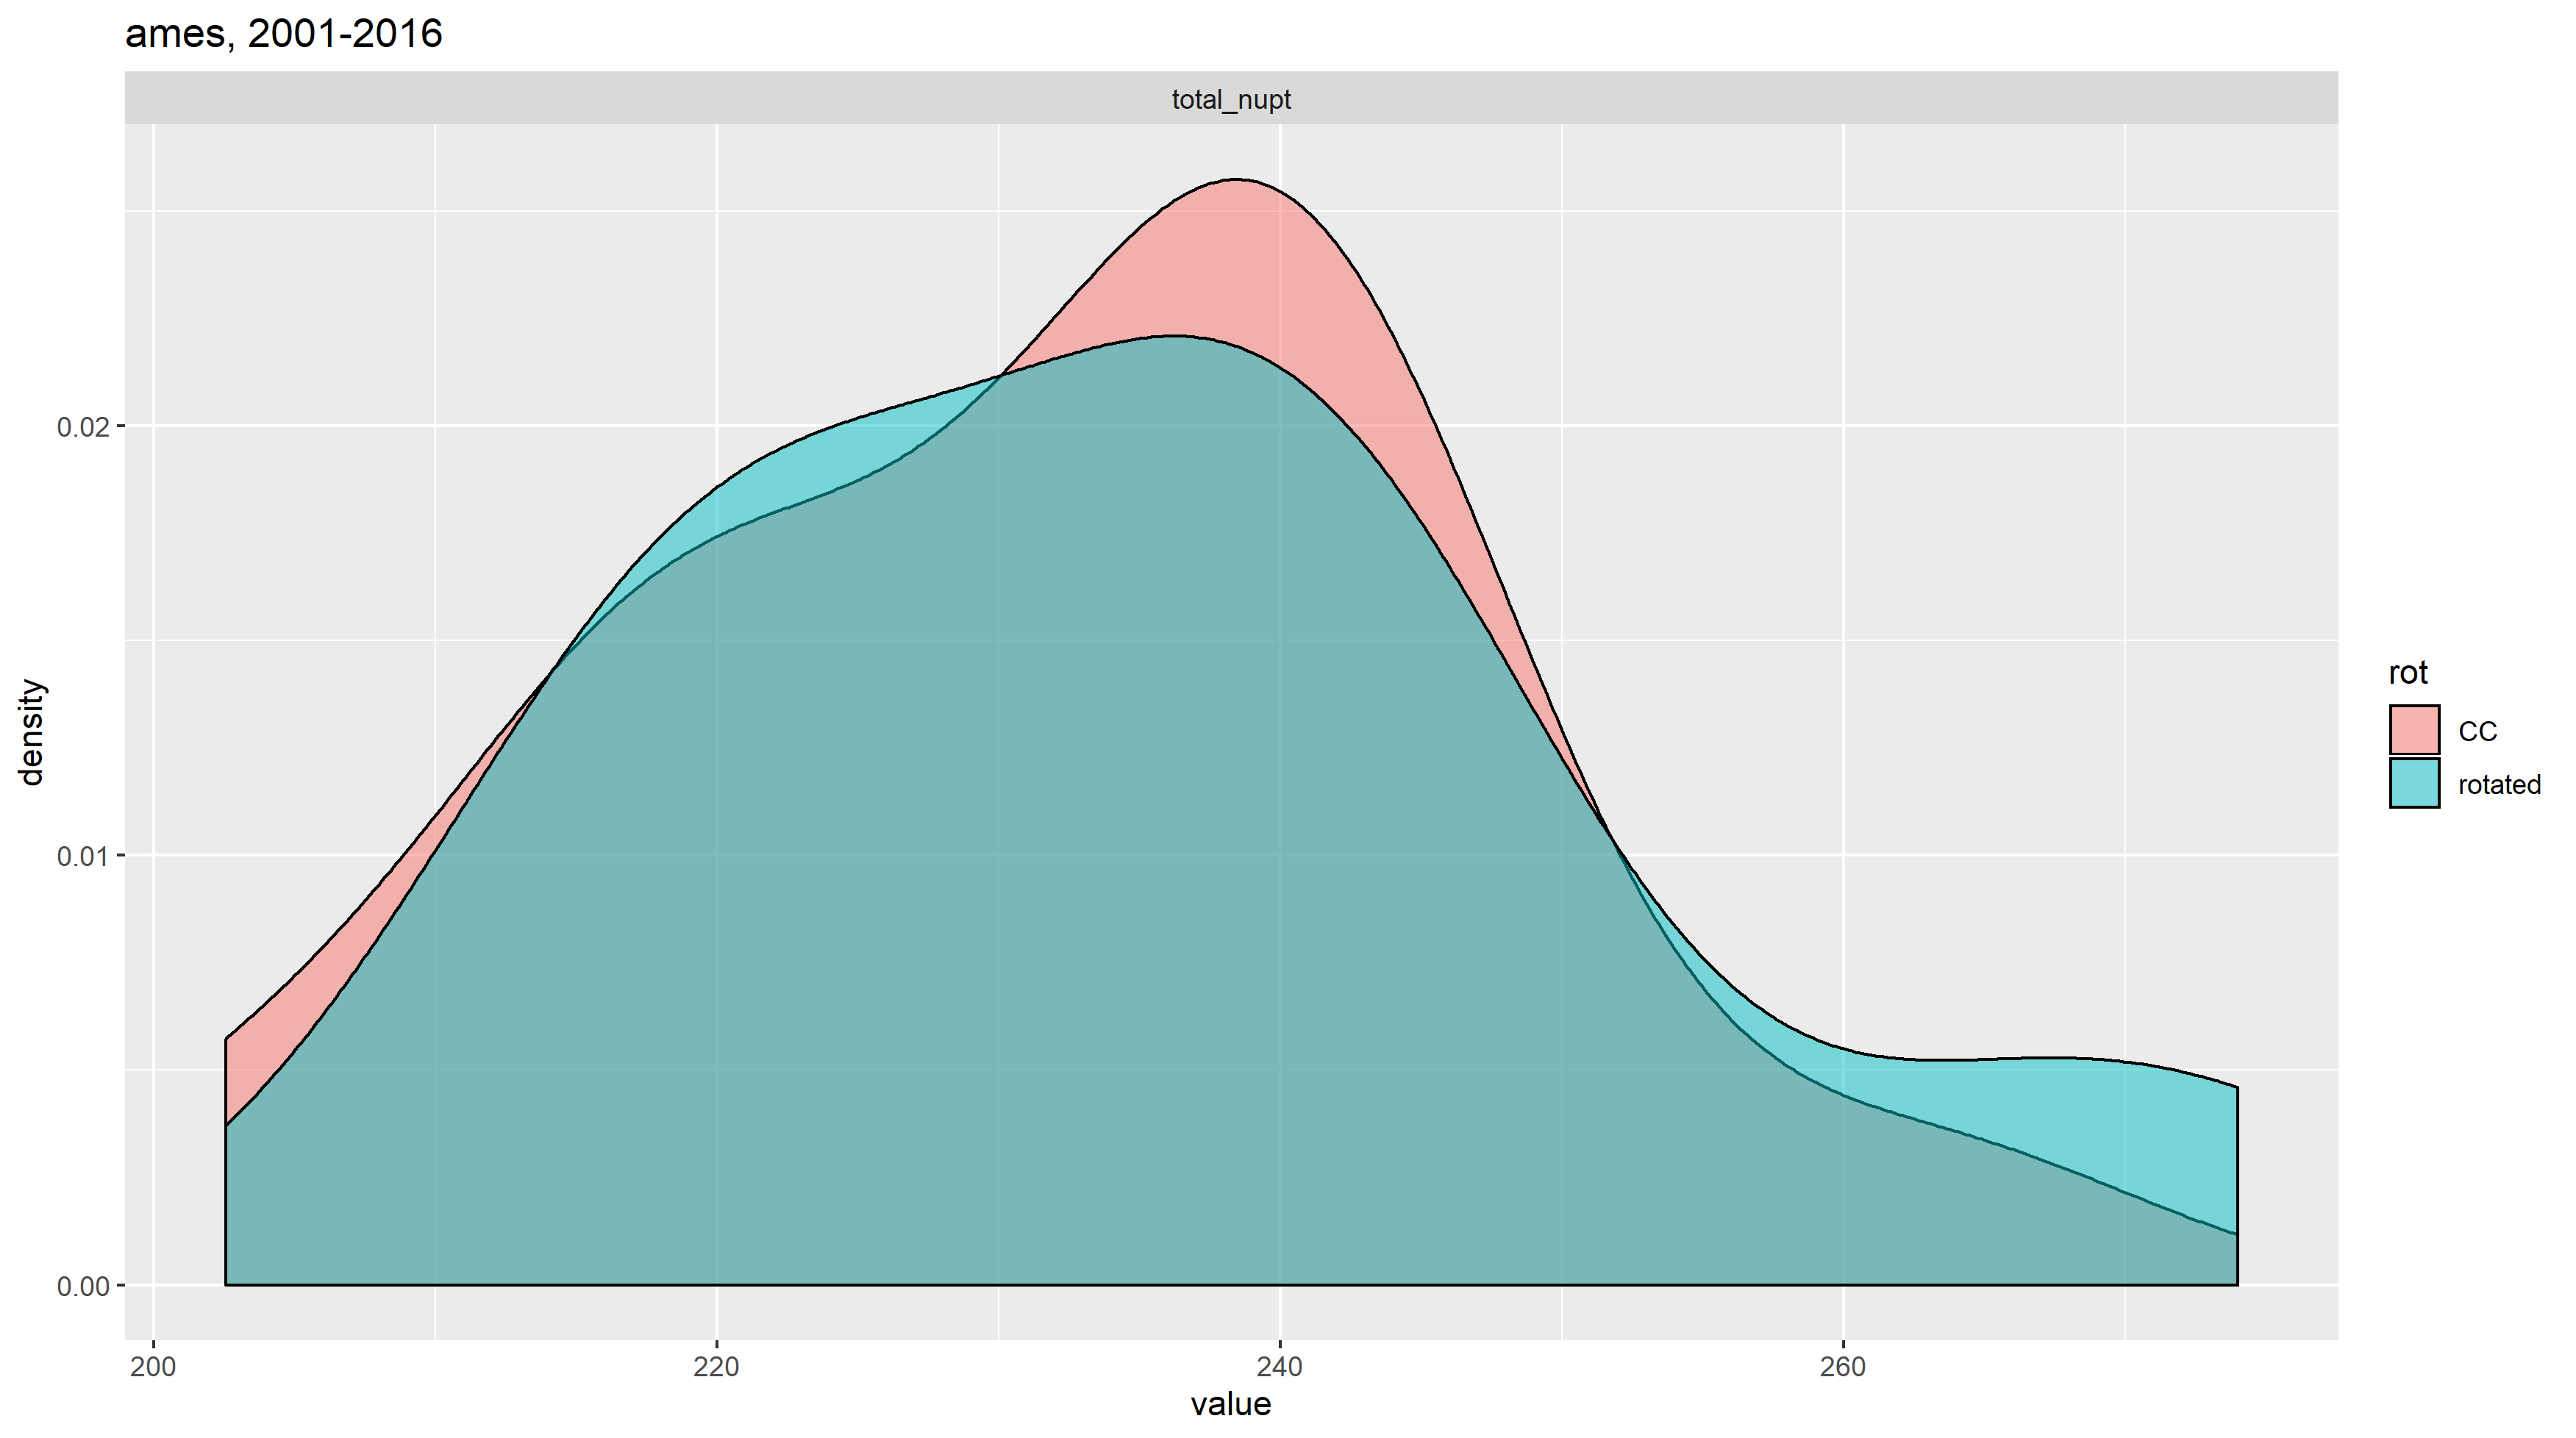 ames, 2001-2016
total_nupt
0.02
0.01
0.00
density
200 220 240 260
value
rot
CC
rotated